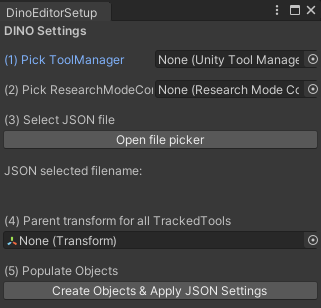 DinoEditorSetup
DINO Settings
(1) Pick ToolManager None (Unity Tool Manage
(2) Pick ResearchModeCon None (Research Mode Co
(3) Select JSON file
Open file picker
JSON selected filename:
(4) Parent transform for all TrackedTools
None (Transform)
(5) Populate Objects
Create Objects & Apply JSON Settings